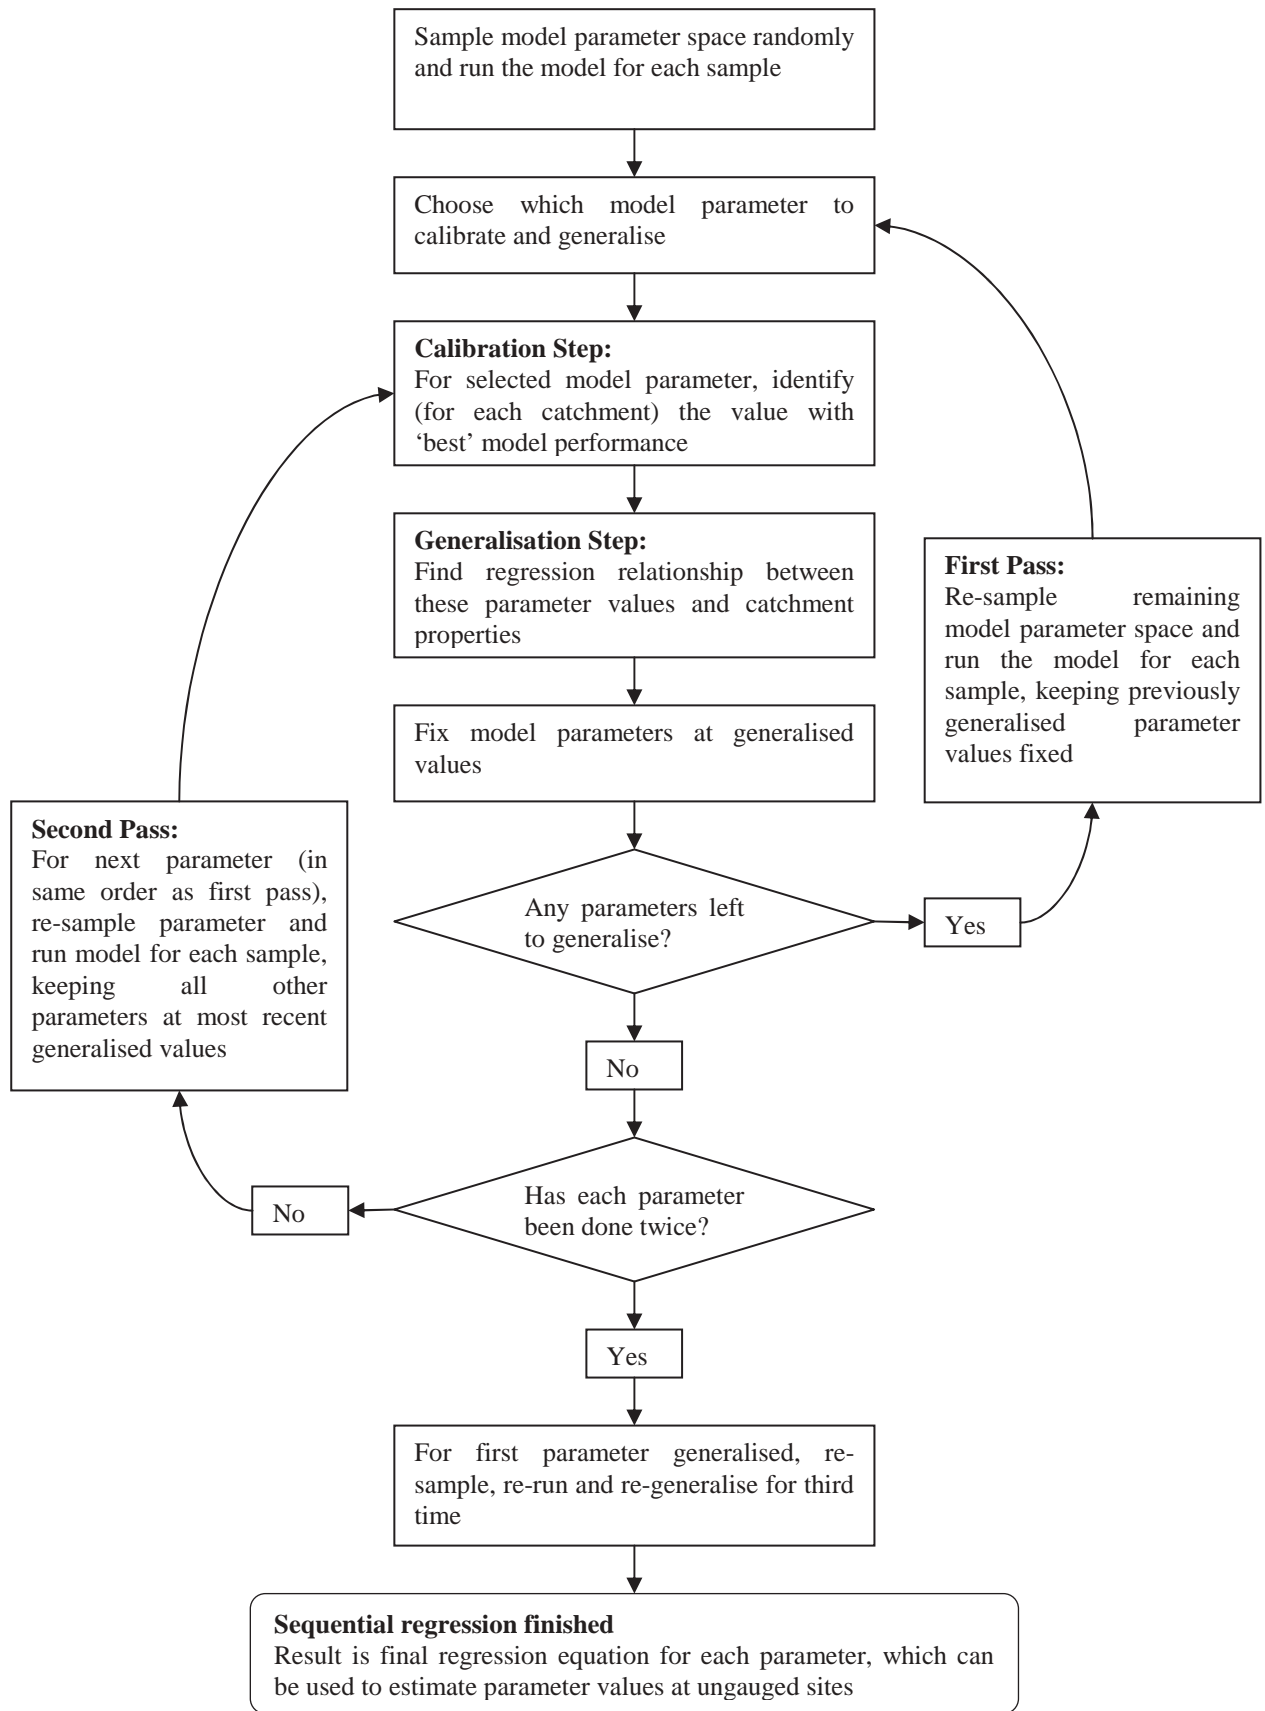 Sample model parameter space randomly
and run the model for each sample
Choose which model parameter to
calibrate and generalise
Calibration Step:
For selected model parameter, identify
(for each catchment) the value with
‘best’ model performance
Generalisation Step:
Find regression relationship between
these parameter values and catchment
properties
First Pass:
Re-sample remaining
model parameter space and
run the model for each
sample, keeping previously
generalised parameter
values fixed
Fix model parameters at generalised
values
Second Pass:
For next parameter (in
same order as first pass),
re-sample parameter and
run model for each sample,
keeping all other
parameters at most recent
generalised values
Any parameters left
to generalise?
Yes
No
Has each parameter
been done twice?
No
Yes
For first parameter generalised, re-
sample, re-run and re-generalise for third
time
Sequential regression finished
Result is final regression equation for each parameter, which can
be used to estimate parameter values at ungauged sites